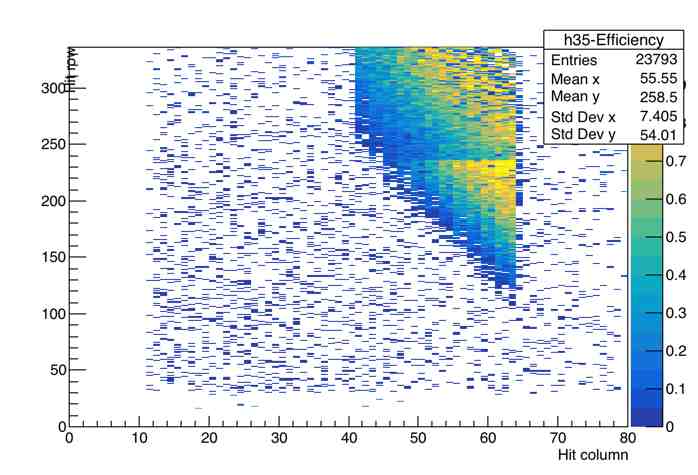 h35-Efficiency
Entries 23793
Mean x 55.55
Mean y 258.5
Std Dev x 7.405
Std Dev y 54.01
300
250
200
150
100
50
0
0.7
0.6
0.5
0.4
0.3
0.2
0.1
0
0 10 20 30 40 50 60 70 80
Hit column